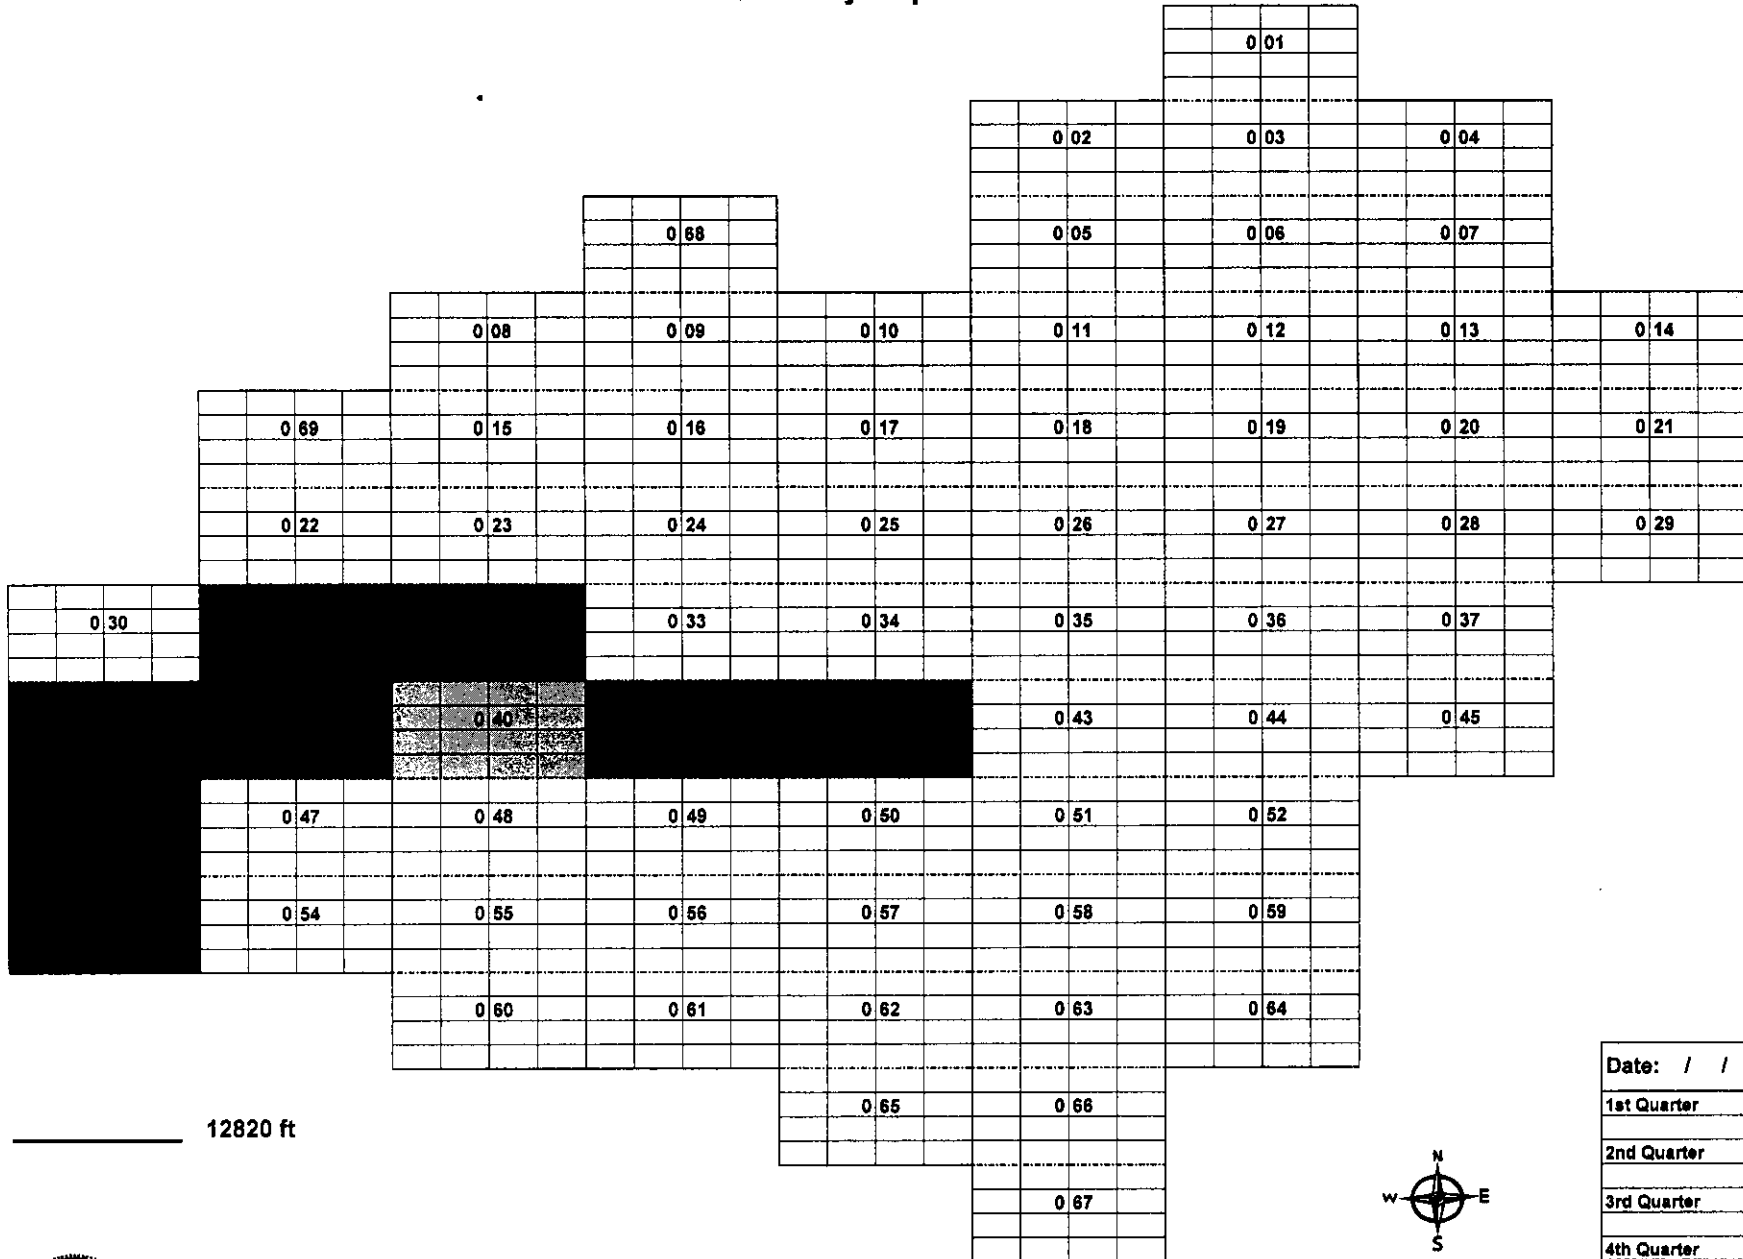 0 01
0 02 0 03 0 04
0 68 0 05 0 06 0 07
0 08 0 09 0 10 0 11 0 12 0 13 0 14
0 69 0 15 0 16 0 17 0 18 0 19 0 20 0 21
0 22 0 23 0 24 0 25 0 26 0 27 0 28 0 29
0 30 0 33 0 34 0 35 0 36 0 37
0 40 0 43 0 44 0 45
0 47 0 48 0 49 0 50 0 51 0 52
0 54 0 55 0 56 0 57 0 58 0 59
0 60 0 61 0 62 0 63 0 64
0 65 0 66
0 67
12820 ft
N
W E
S
Date: / /
1st Quarter
2nd Quarter
3rd Quarter
4th Quarter